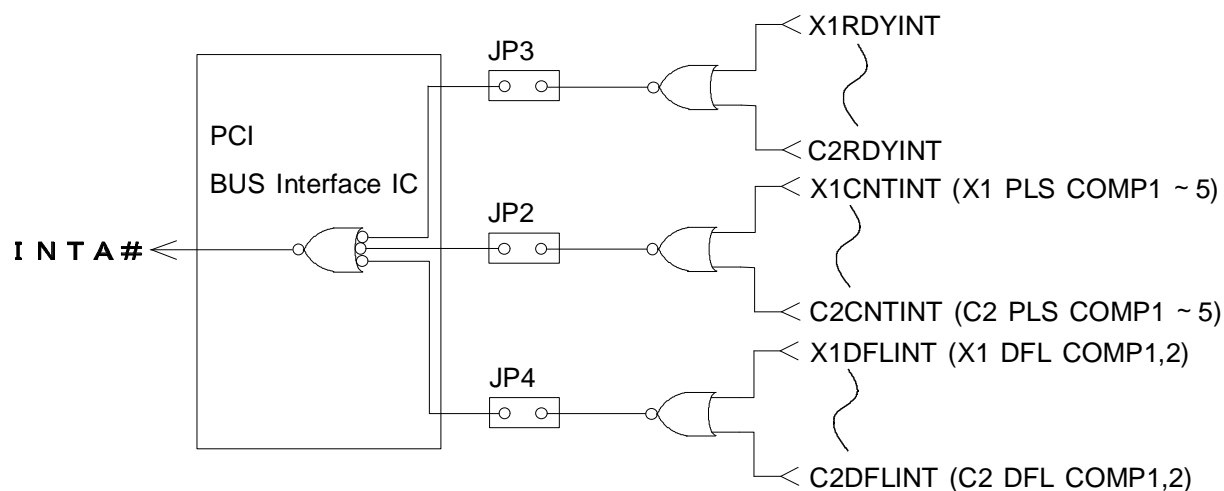 X1RDYINT
JP3
PCI
C2RDYINT
BUS Interface IC
X1CNTINT (X1 PLS COMP1 ~ 5)
JP2
INTA#
C2CNTINT (C2 PLS COMP1 ~ 5)
X1DFLINT (X1 DFL COMP1,2)
JP4
C2DFLINT (C2 DFL COMP1,2)